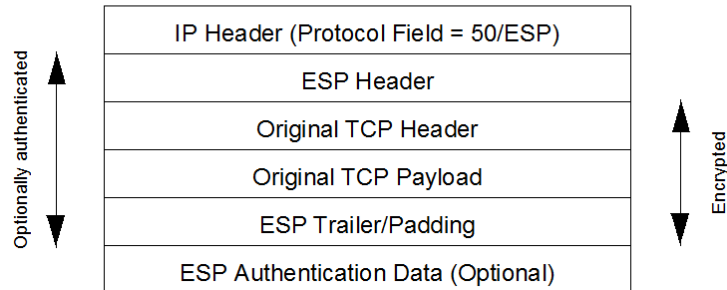 IP Header (Protocol Field = 50/ESP)
ESP Header
Original TCP Header
Original TCP Payload
ESP Trailer/Padding
ESP Authentication Data (Optional)
Optionally authenticated
Encrypted